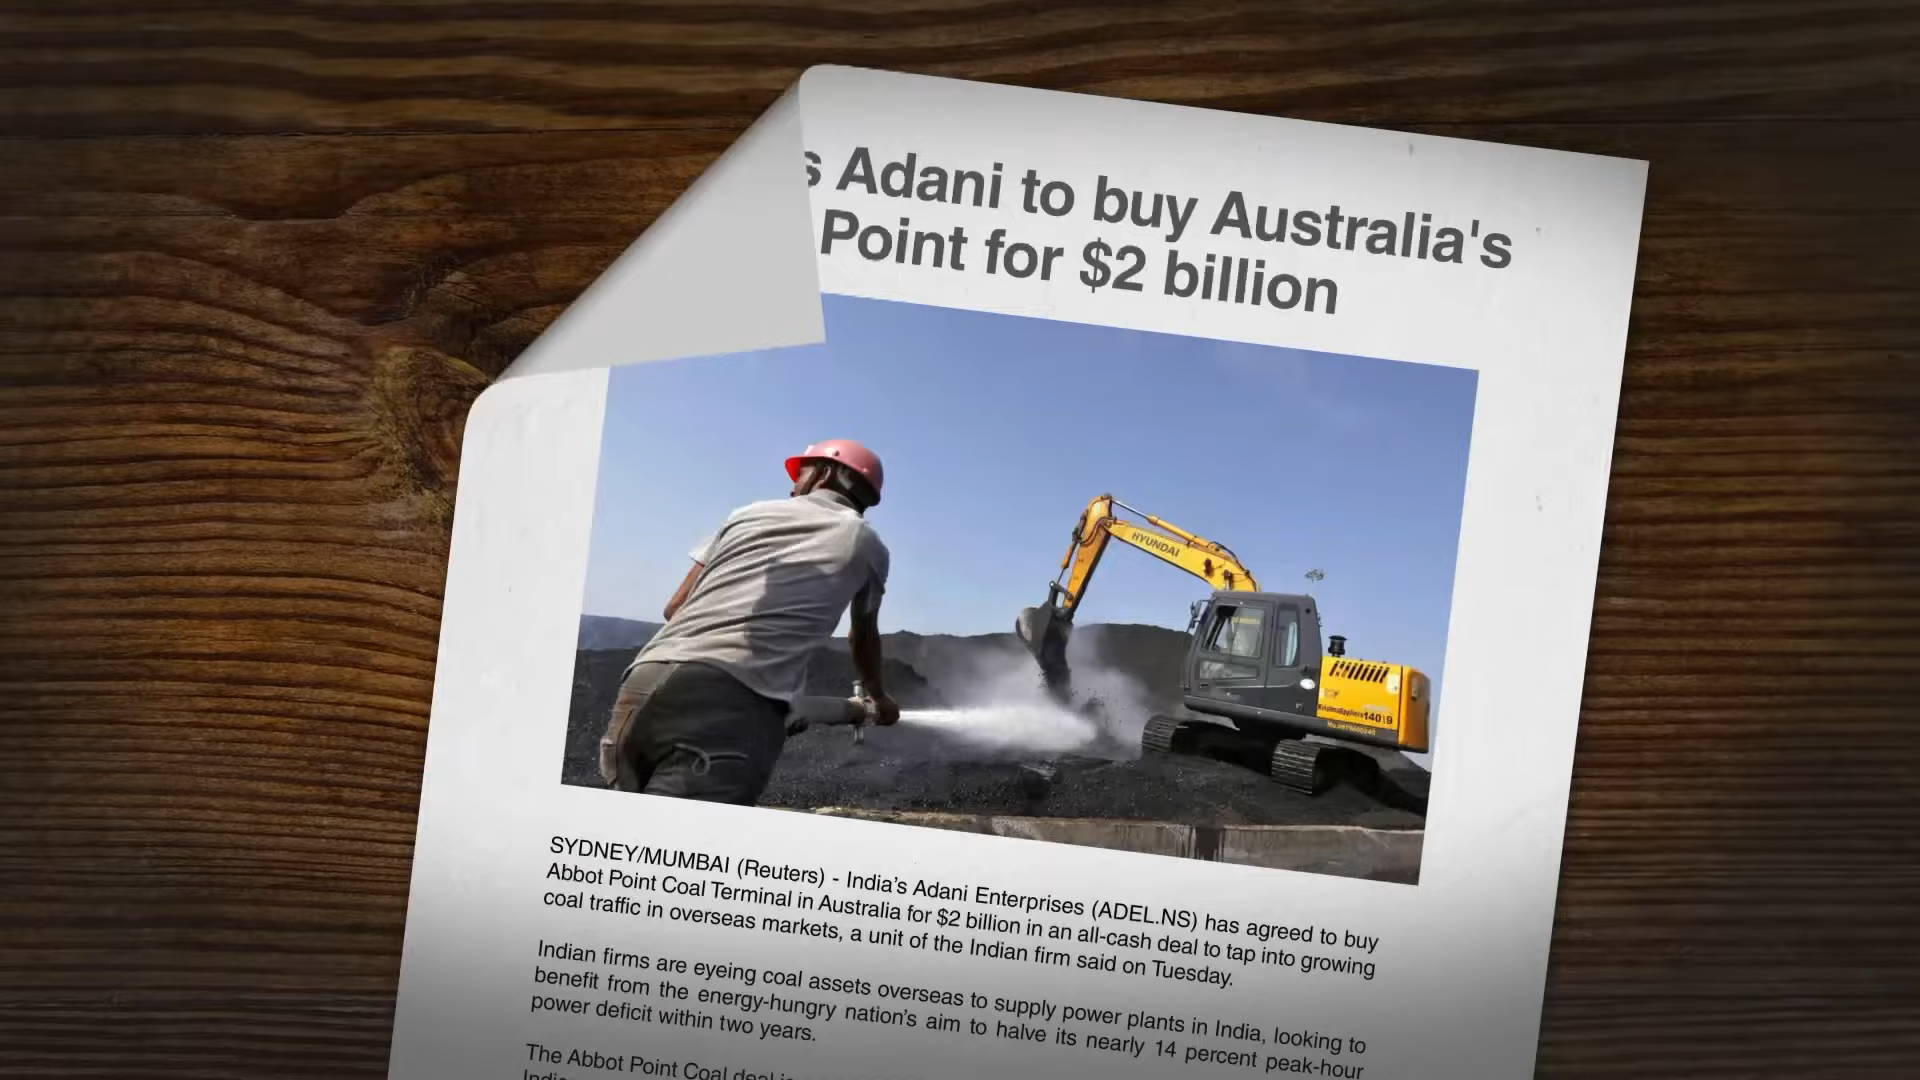 s Adani to buy Australia's
Point for $2 billion
HYUNDAI
14019
SYDNEY/MUMBAI (Reuters) - India’s Adani Enterprises (ADEL.NS) has agreed to buy
Abbot Point Coal Terminal in Australia for $2 billion in an all-cash deal to tap into growing
coal traffic in overseas markets, a unit of the Indian firm said on Tuesday.
Indian firms are eyeing coal assets overseas to supply power plants in India, looking to
benefit from the energy-hungry nation’s aim to halve its nearly 14 percent peak-hour
power deficit within two years.
The Abbot Point Coal deal is